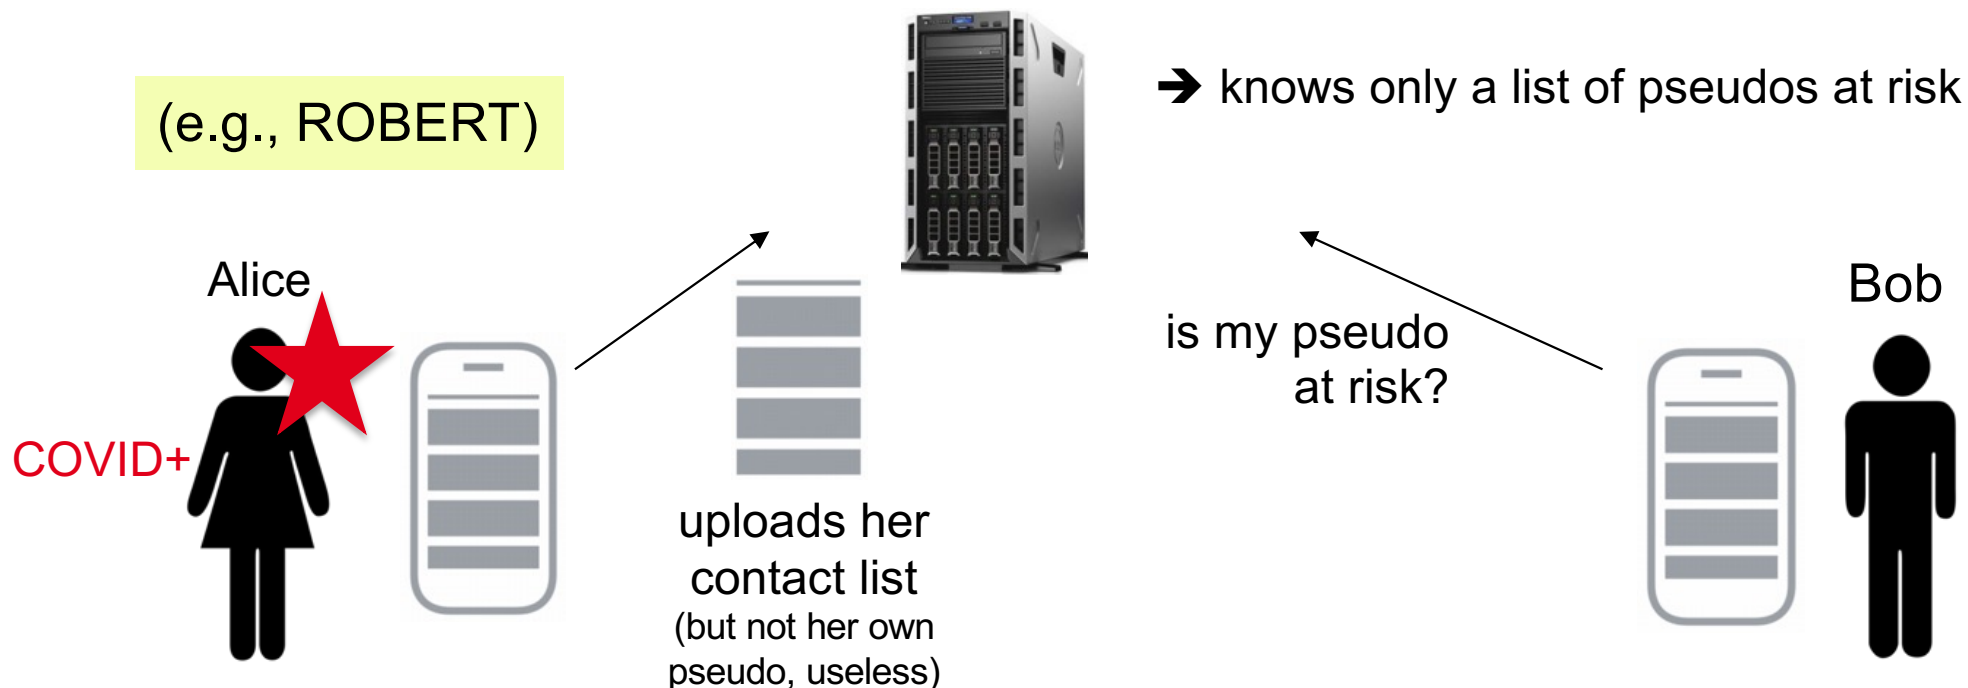 (e.g., ROBERT)
➔ knows only a list of pseudos at risk
Alice
COVID+
uploads her
contact list
(but not her own
pseudo, useless)
is my pseudo
at risk?
Bob